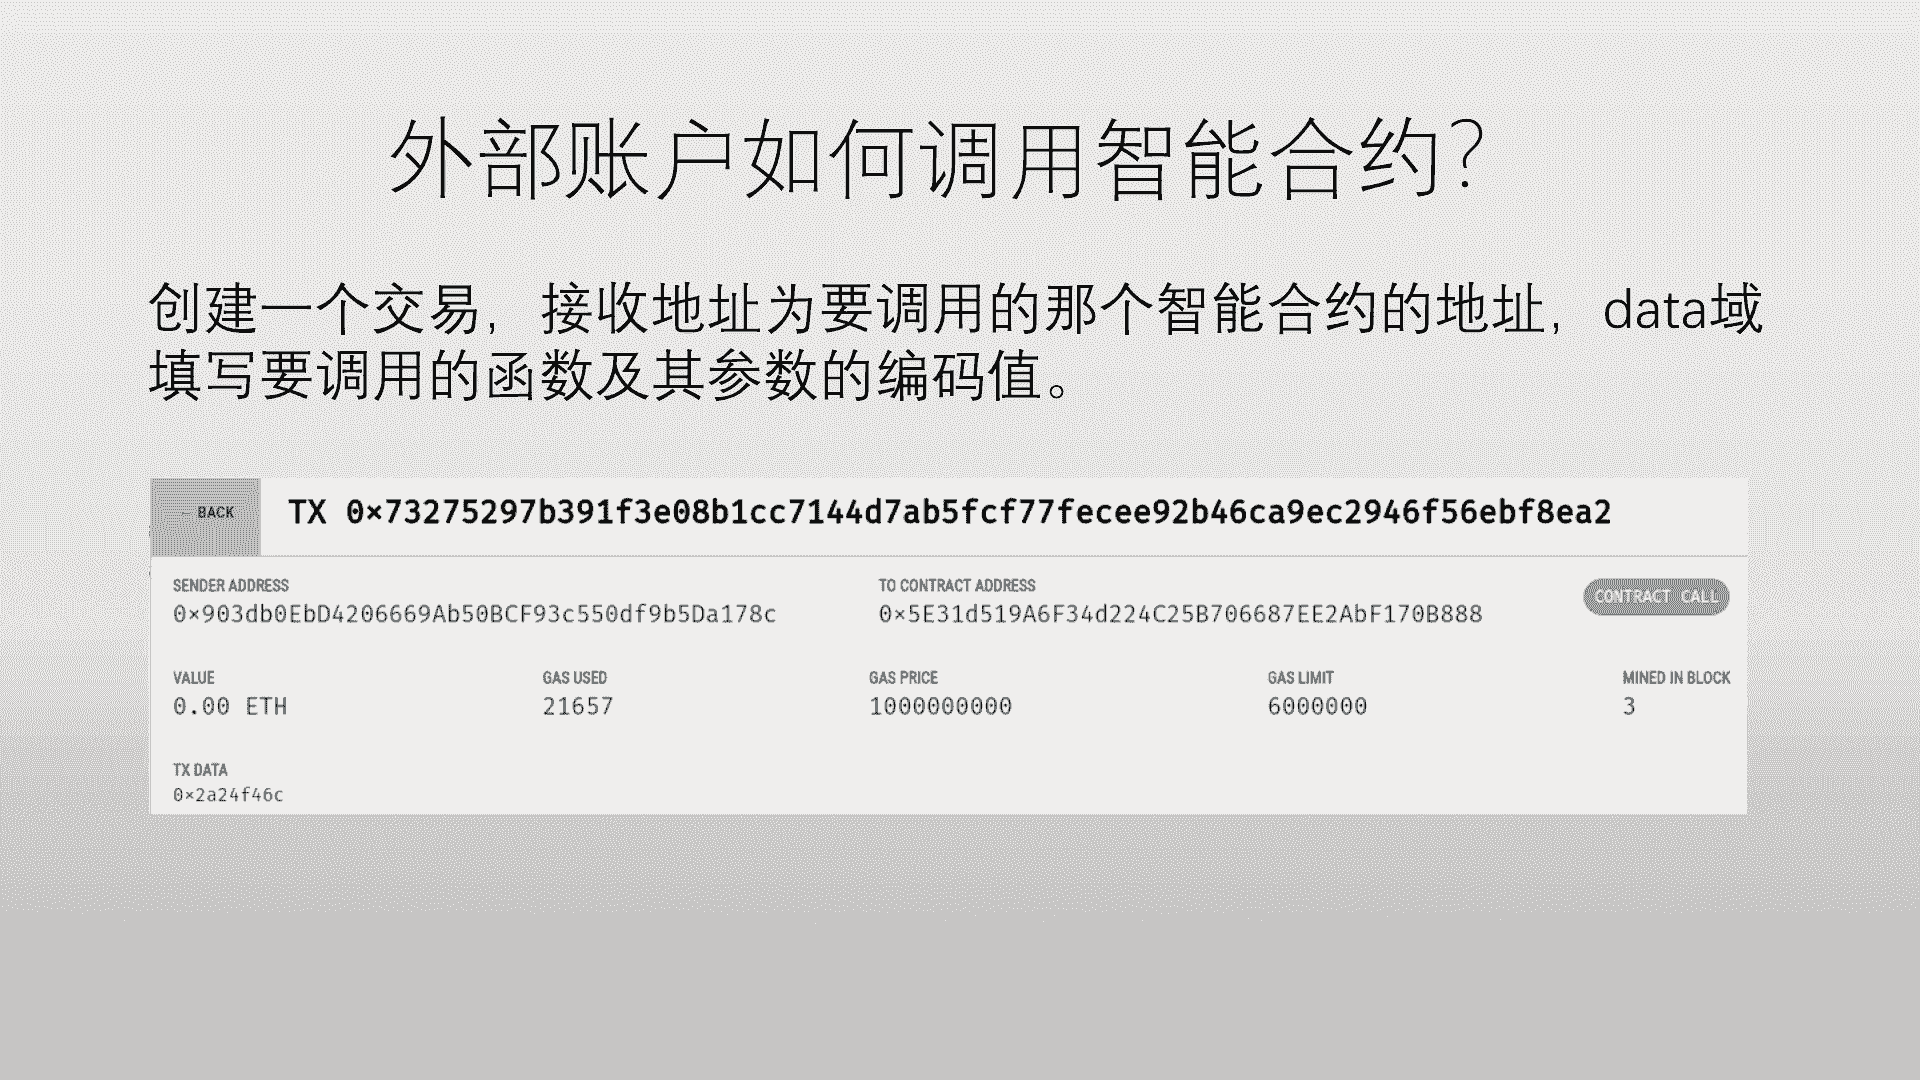 外部账户如何调用智能合约?
创建一个交易，接收地址为要调用的那个智能合约的地址，data域
填写要调用的函数及其参数的编码值。
← BACK TX 0×73275297b391f3e08b1cc7144d7ab5fcf77fecee92b46ca9ec2946f56ebf8ea2
SENDER ADDRESS TO CONTRACT ADDRESS
0×903db0EbD4206669Ab50BCF93c550df9b5Da178c 0×5E31d519A6F34d224C25B706687EE2AbF170B888 CONTRACT CALL
VALUE GAS USED GAS PRICE GAS LIMIT MINED IN BLOCK
0.00 ETH 21657 1000000000 6000000 3
TX DATA
0×2a24f46c